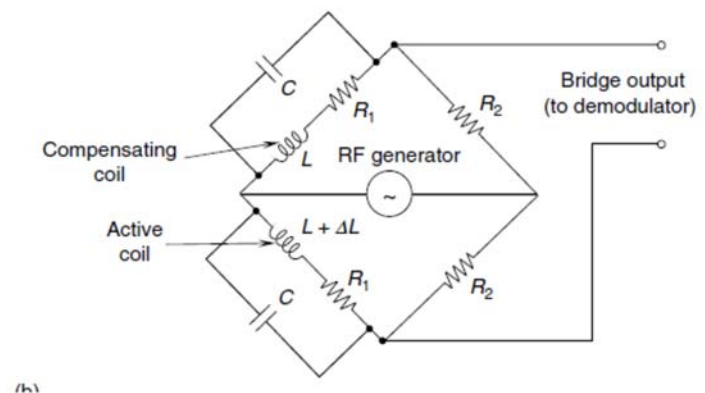 C
R₁
R₂
Bridge output
(to demodulator)
Compensating
coil
L
RF generator
~
Active
coil
L + ΔL
R₁
R₂
C
(b)